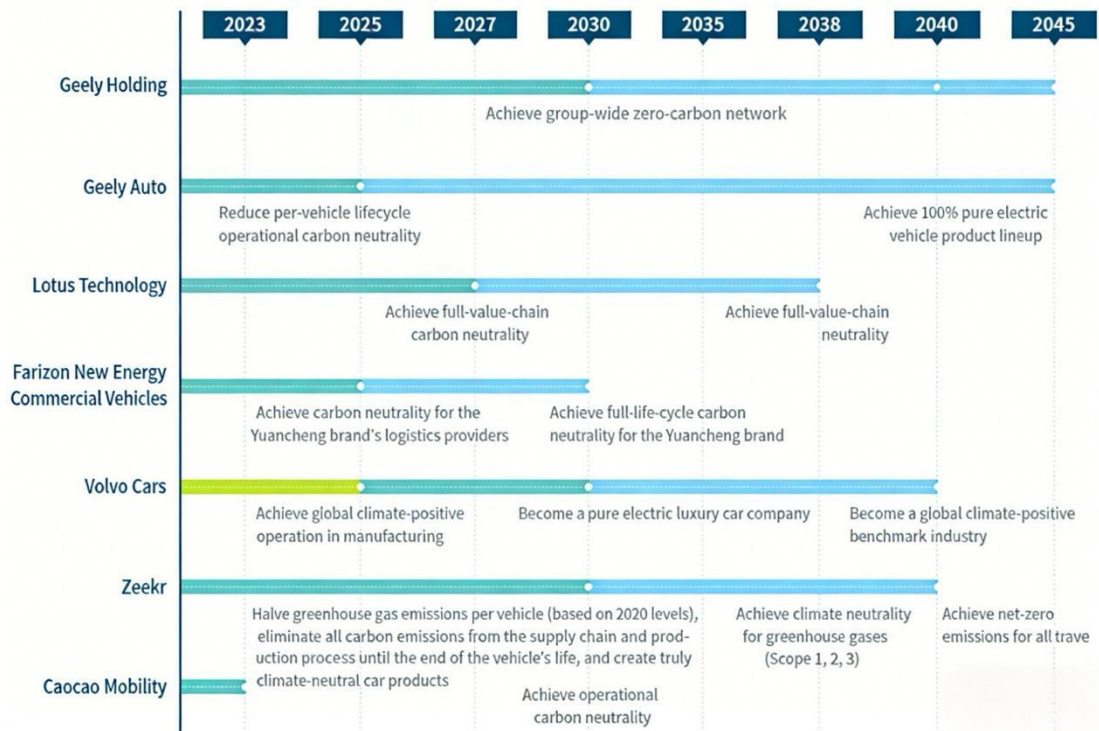 2023 2025 2027 2030 2035 2038 2040 2045
Geely Holding
Achieve group-wide zero-carbon network
Geely Auto
Reduce per-vehicle lifecycle
operational carbon neutrality
Achieve 100% pure electric
vehicle product lineup
Lotus Technology
Achieve full-value-chain
carbon neutrality
Achieve full-value-chain
neutrality
Farizon New Energy
Commercial Vehicles
Achieve carbon neutrality for the
Yuancheng brand's logistics providers
Achieve full-life-cycle carbon
neutrality for the Yuancheng brand
Volvo Cars
Achieve global climate-positive
operation in manufacturing
Become a pure electric luxury car company
Become a global climate-positive
benchmark industry
Zeekr
Halve greenhouse gas emissions per vehicle (based on 2020 levels),
eliminate all carbon emissions from the supply chain and prod-
uction process until the end of the vehicle's life, and create truly
climate-neutral car products
Achieve climate neutrality
for greenhouse gases
(Scope 1, 2, 3)
Achieve net-zero
emissions for all trave
Caocao Mobility
Achieve operational
carbon neutrality